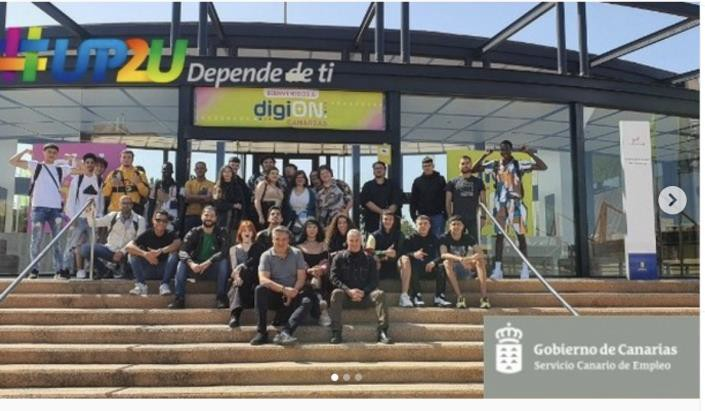 #UP2U Depende de ti
BIENVENIDOS A
digiON
CANARIAS
Gobierno de Canarias
Servicio Canario de Empleo